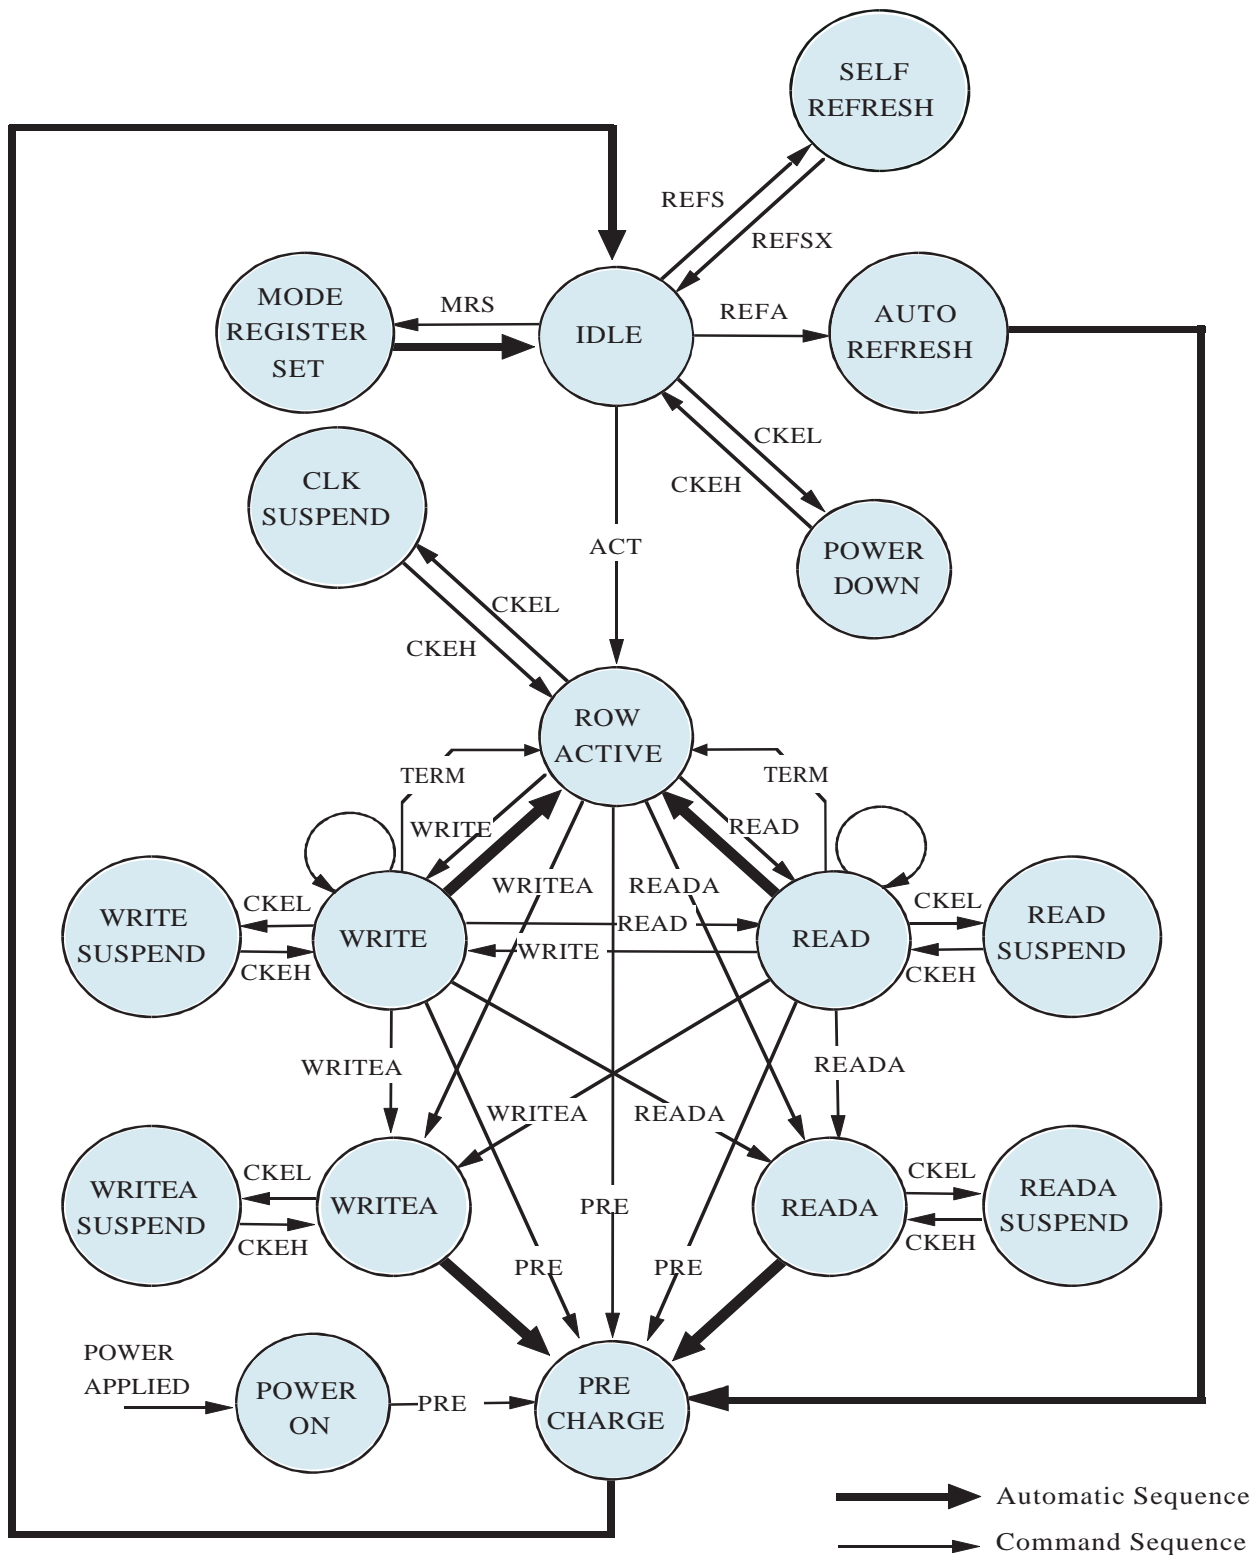 SELF
REFRESH
REFS
REFSX
MODE
REGISTER
SET
MRS
IDLE
REFA
AUTO
REFRESH
CKEL
CKEH
CLK
SUSPEND
ACT
POWER
DOWN
CKEL
CKEH
ROW
ACTIVE
TERM
TERM
WRITE
READ
WRITEA
READA
WRITE
SUSPEND
CKEL
CKEH
WRITE
READ
WRITE
READ
CKEL
CKEH
READ
SUSPEND
WRITEA
READA
WRITEA
READA
WRITEA
SUSPEND
CKEL
CKEH
WRITEA
PRE
READA
CKEL
CKEH
READA
SUSPEND
PRE
PRE
POWER
APPLIED
POWER
ON
PRE
PRE
CHARGE
Automatic Sequence
Command Sequence